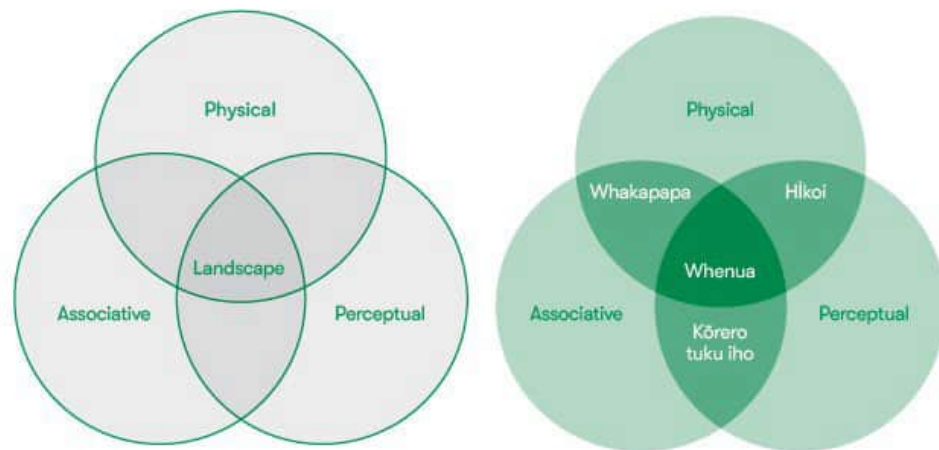 Physical
Landscape
Associative
Perceptual
Physical
Whakapapa
HĪkoi
Whenua
Associative
Kōrero
tuku iho
Perceptual